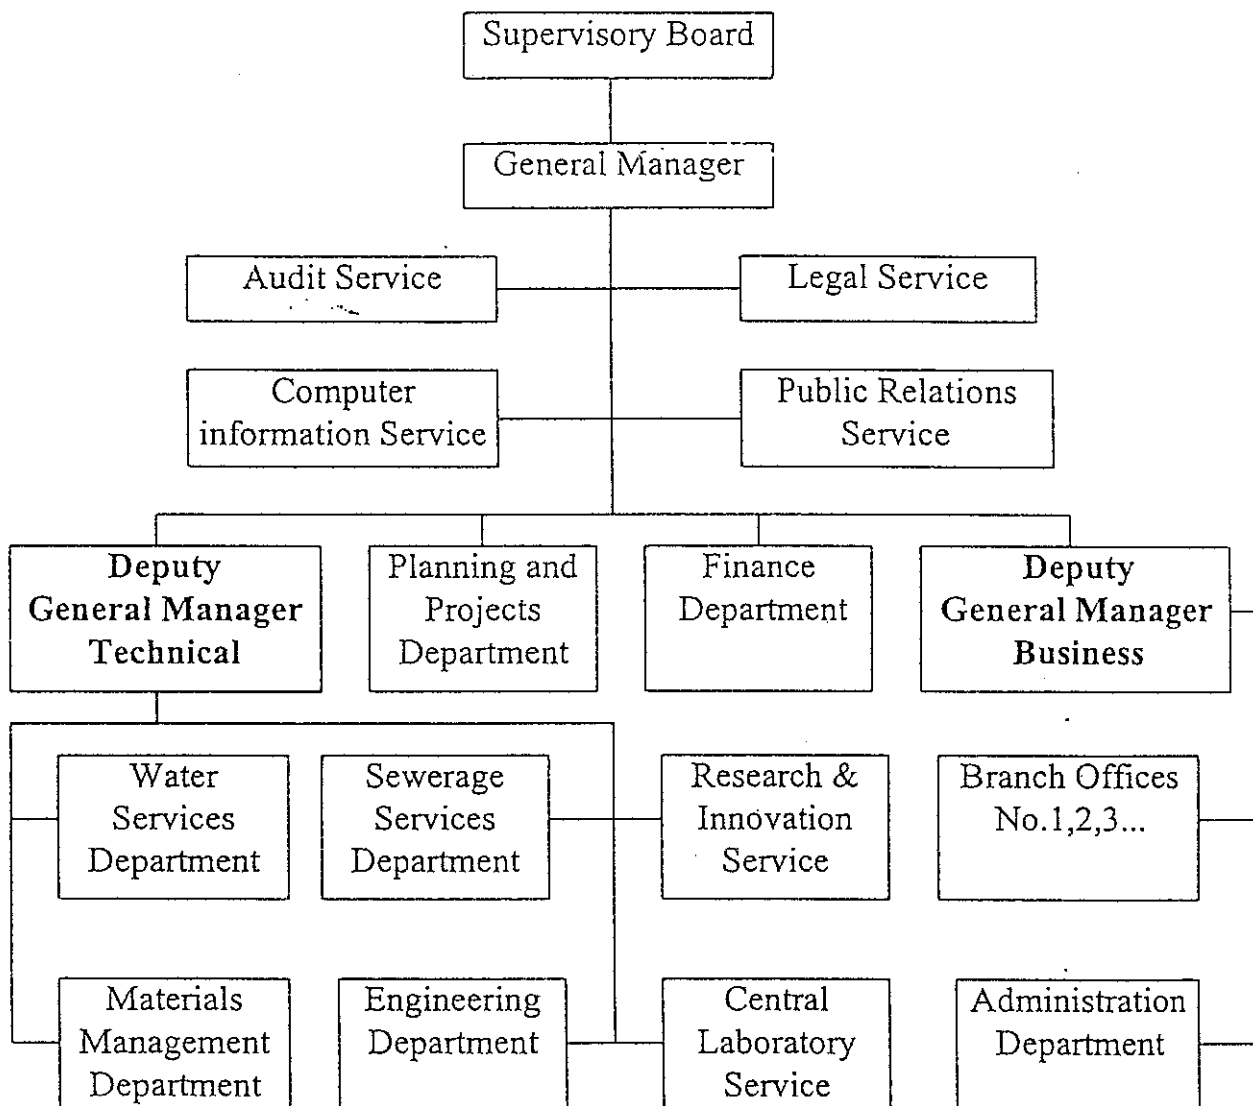 Supervisory Board
General Manager
Audit Service
Legal Service
Computer
information Service
Public Relations
Service
Deputy
General Manager
Technical
Planning and
Projects
Department
Finance
Department
Deputy
General Manager
Business
Water
Services
Department
Sewerage
Services
Department
Research &
Innovation
Service
Branch Offices
No.1,2,3...
Materials
Management
Department
Engineering
Department
Central
Laboratory
Service
Administration
Department